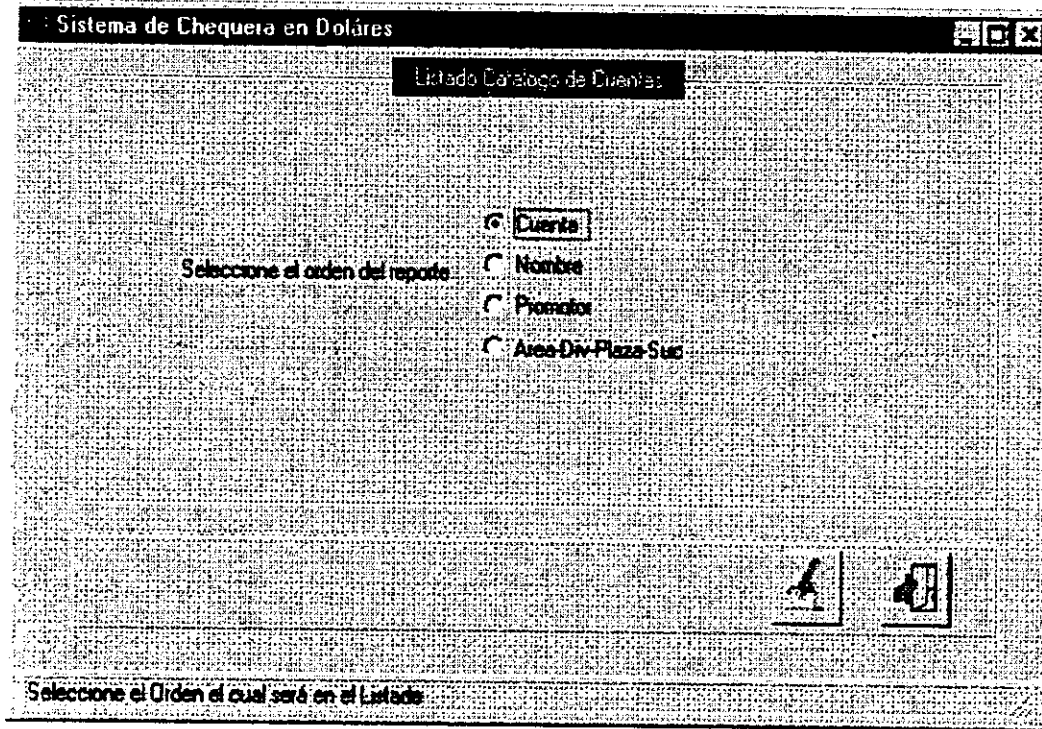 Sistema de Chequera en Doláres
Listado Catalogo de Cuentas
Cuenta
Seleccione el orden del reporte
Nombre
Promotor
Area-Div-Plaza-Suc
Seleccione el Orden el cual será en el Listado